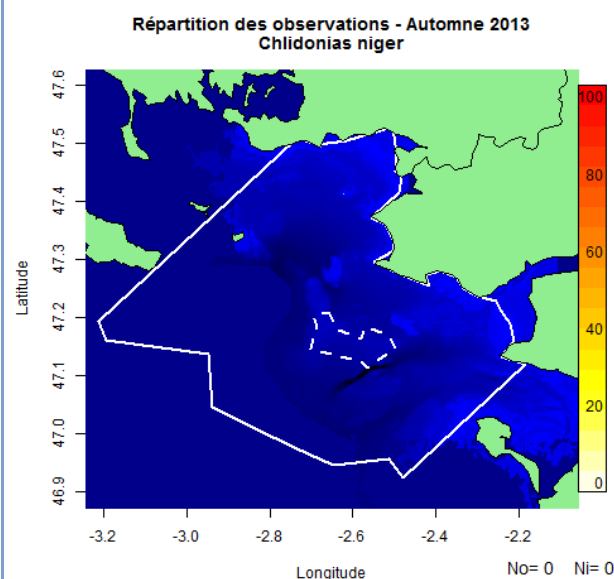 Répartition des observations - Automne 2013
Chlidonias niger
47.6
47.5
47.4
47.3
47.2
47.1
47.0
46.9
Latitude
100
80
60
40
20
0
-3.2 -3.0 -2.8 -2.6 -2.4 -2.2
Longitude
No= 0 Ni= 0